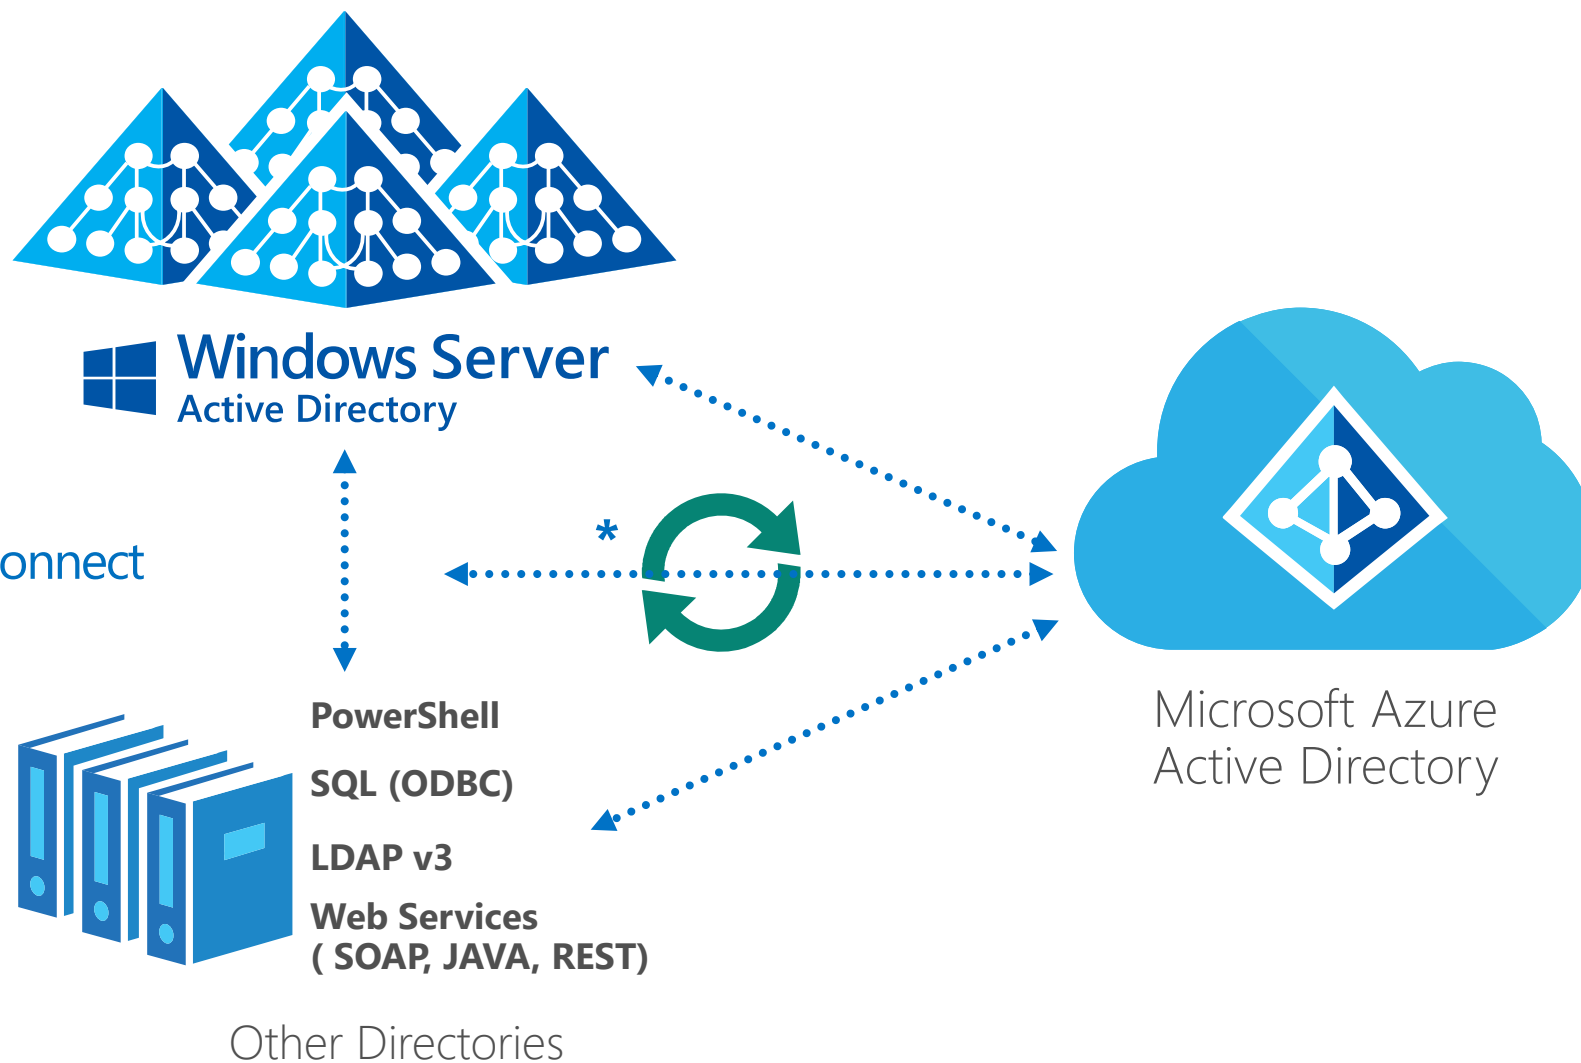 Windows Server
Active Directory
*
onnect
PowerShell
SQL (ODBC)
LDAP v3
Web Services
( SOAP, JAVA, REST)
Other Directories
Microsoft Azure
Active Directory